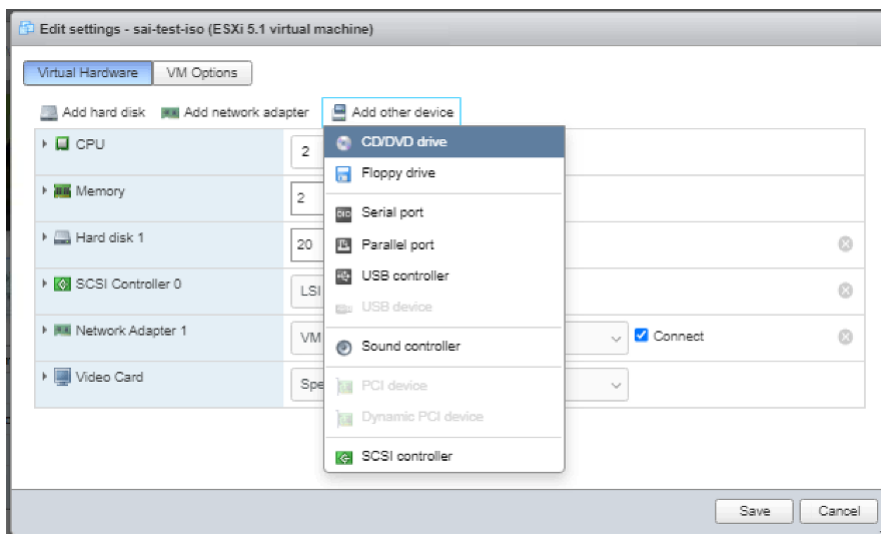 Edit settings - sai-test-iso (ESXi 5.1 virtual machine)
Virtual Hardware VM Options
Add hard disk Add network adapter Add other device
CPU 2
CD/DVD drive
Floppy drive
Memory 2
Serial port
Parallel port
Hard disk 1 20
USB controller
SCSI Controller 0 LSI
USB device
Network Adapter 1 VM Connect
Sound controller
Video Card Spe
PCI device
Dynamic PCI device
SCSI controller
Save Cancel